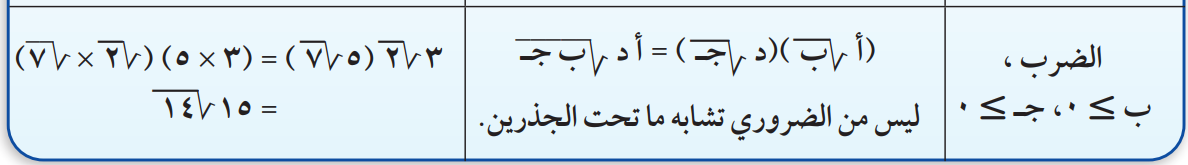 الضرب ،
ب ≥ ٠، جـ ≥ ٠
(أ √ب)(د √جـ) = أ د √ب جـ
ليس من الضروري تشابه ما تحت الجذرين.
٣√٢ (٥√٧) = (٣ × ٥) (√٢ × √٧)
= ١٥√١٤